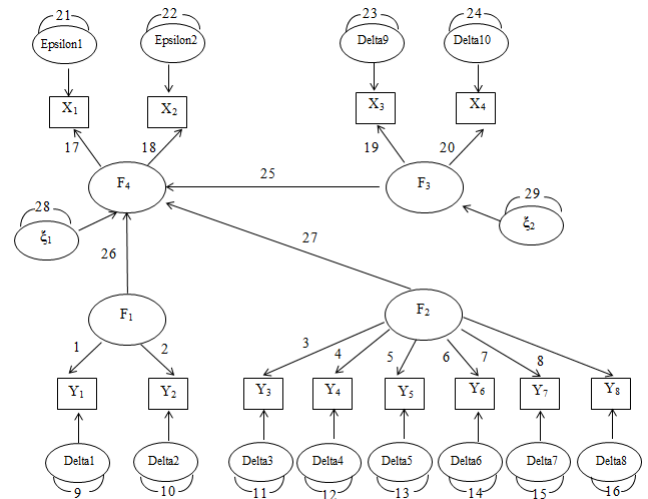 21 22 23 24
Epsilon1 Epsilon2 Delta9 Delta10
X1 X2 X3 X4
17 18 19 20
F4 25 F3
28 29
ξ1 ξ2
26 27
F1 F2
1 2 3 4 5 6 7 8
Y1 Y2 Y3 Y4 Y5 Y6 Y7 Y8
Delta1 Delta2 Delta3 Delta4 Delta5 Delta6 Delta7 Delta8
9 10 11 12 13 14 15 16